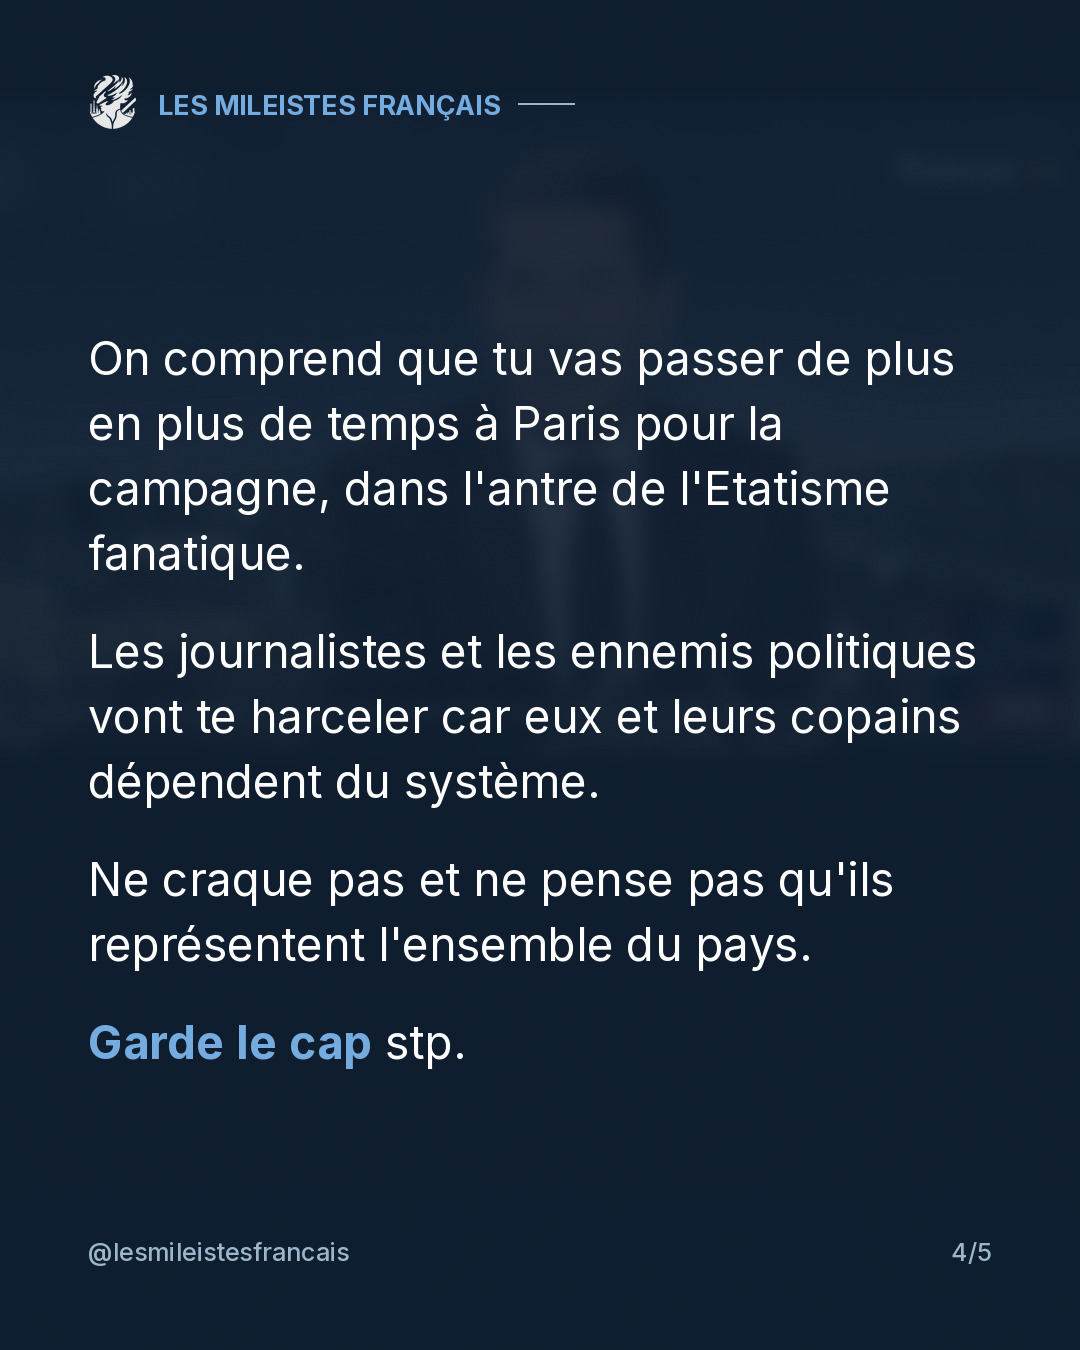 LES MILEISTES FRANÇAIS
On comprend que tu vas passer de plus
en plus de temps à Paris pour la
campagne, dans l'antre de l'Etatisme
fanatique.
Les journalistes et les ennemis politiques
vont te harceler car eux et leurs copains
dépendent du système.
Ne craque pas et ne pense pas qu'ils
représentent l'ensemble du pays.
Garde le cap stp.
@lesmileistesfrancais
4/5